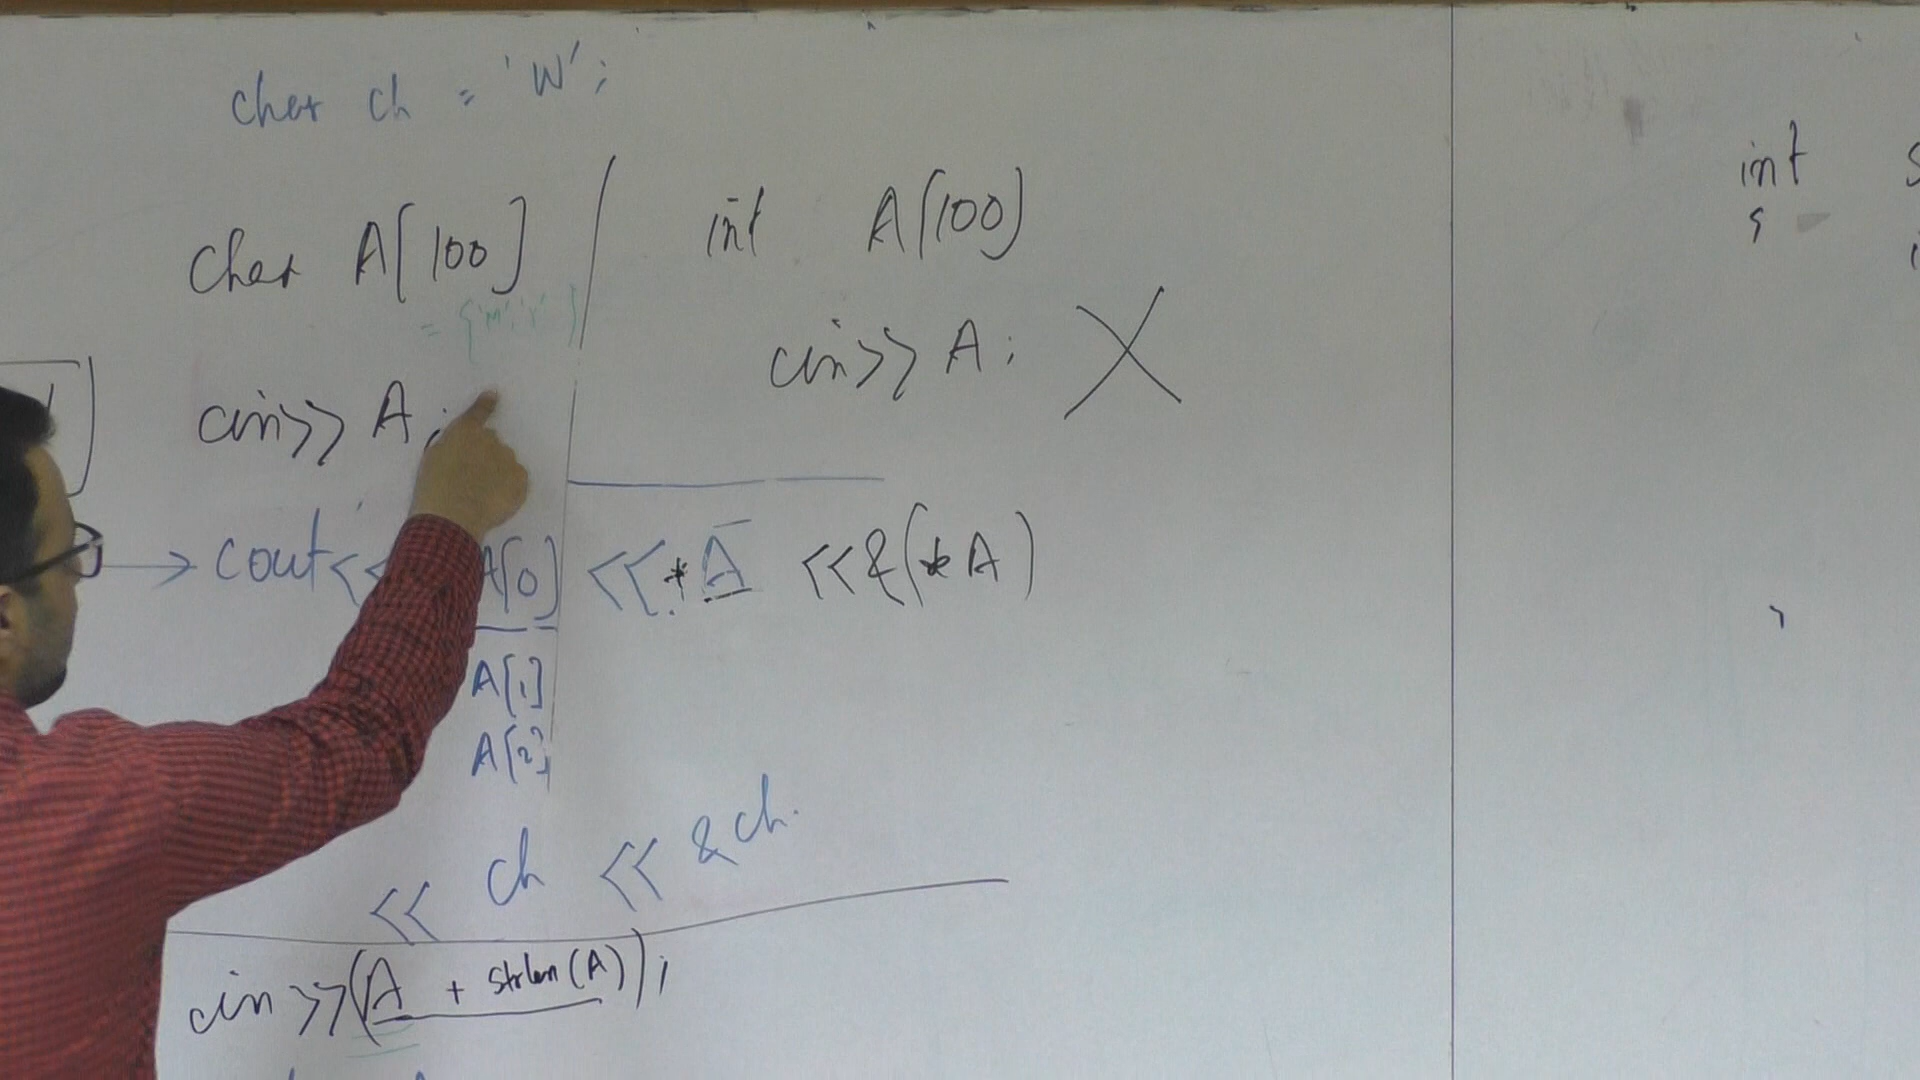 char ch = 'W';
char A[100]
= {'M','Y' }
cin>> A;
int A[100]
cin>> A;
cout<< A[0] << *A <<&(*A)
A[1]
A[2]
<< ch << &ch.
cin>>(A + strlen(A));
int